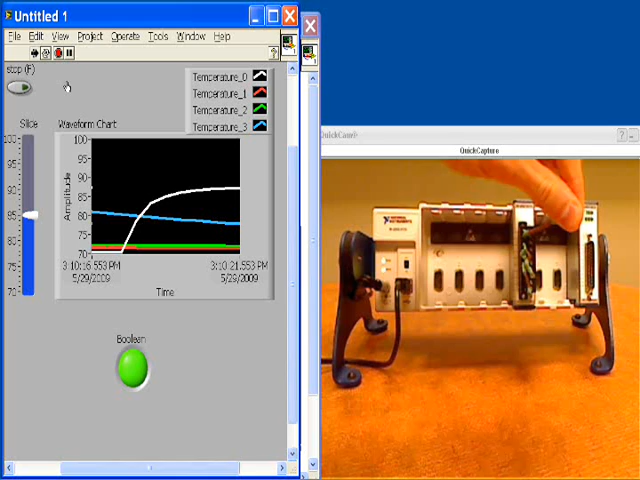 Untitled 1
File Edit View Project Operate Tools Window Help
stop (F)
Temperature_0
Temperature_1
Temperature_2
Temperature_3
Slide
Waveform Chart
100
95
90
85
80
75
70
100
95
90
85
80
75
70
Amplitude
3:10:16.553 PM
5/29/2009
3:10:21.553 PM
5/29/2009
Time
Boolean
QuickCapture
NATIONAL
INSTRUMENTS